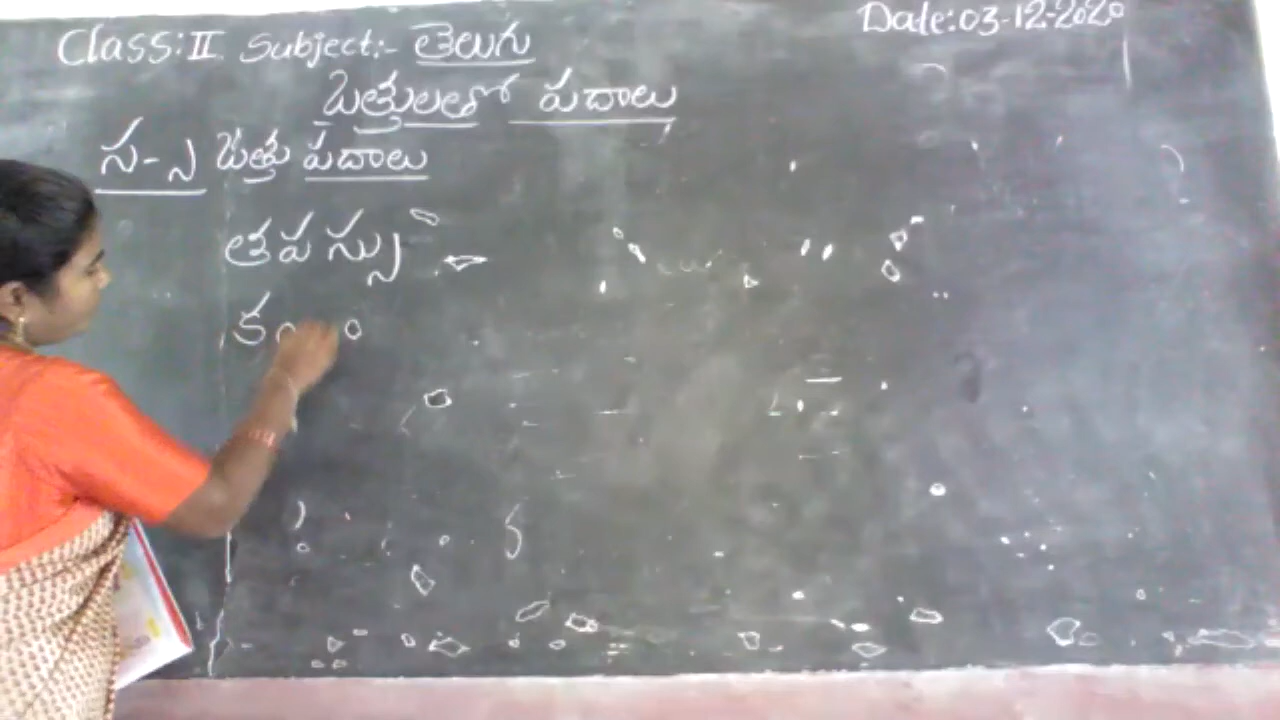 Class:II Subject:- తెలుగు
Date:03-12-2020
ఒత్తులతో పదాలు
స-స ఒత్తు పదాలు
తపస్సు